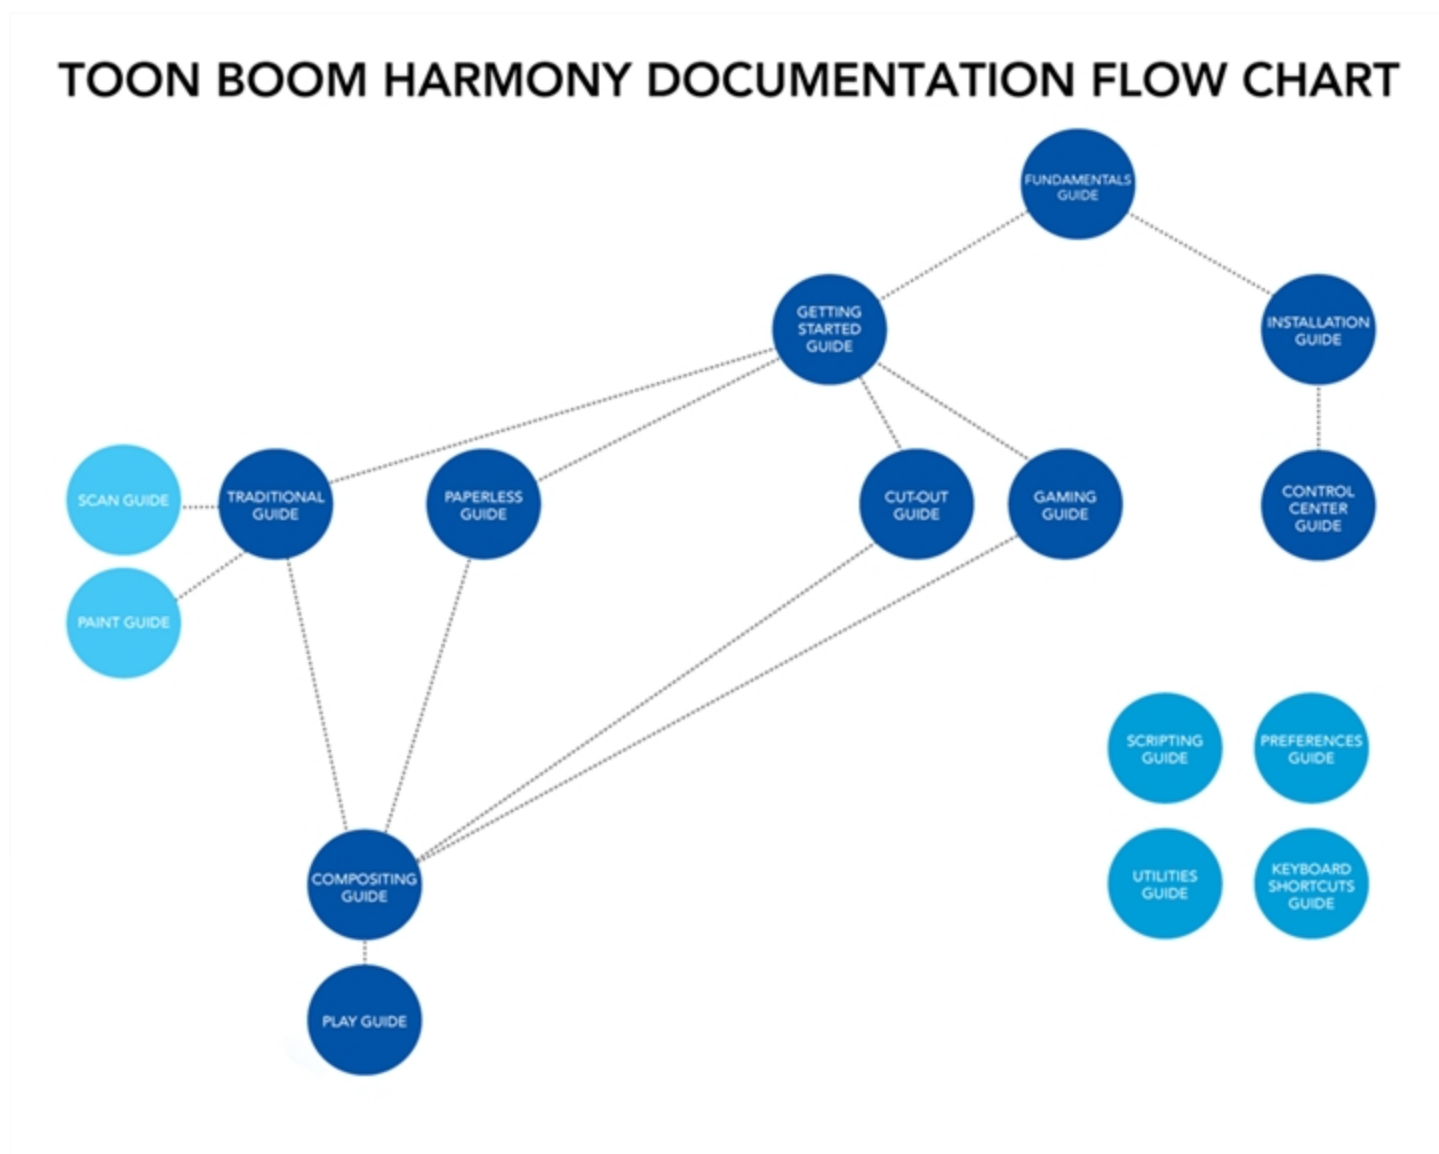 TOON BOOM HARMONY DOCUMENTATION FLOW CHART
FUNDAMENTALS
GUIDE
GETTING
STARTED
GUIDE
INSTALLATION
GUIDE
SCAN GUIDE
TRADITIONAL
GUIDE
PAPERLESS
GUIDE
CUT-OUT
GUIDE
GAMING
GUIDE
CONTROL
CENTER
GUIDE
PAINT GUIDE
SCRIPTING
GUIDE
PREFERENCES
GUIDE
COMPOSITING
GUIDE
UTILITIES
GUIDE
KEYBOARD
SHORTCUTS
GUIDE
PLAY GUIDE